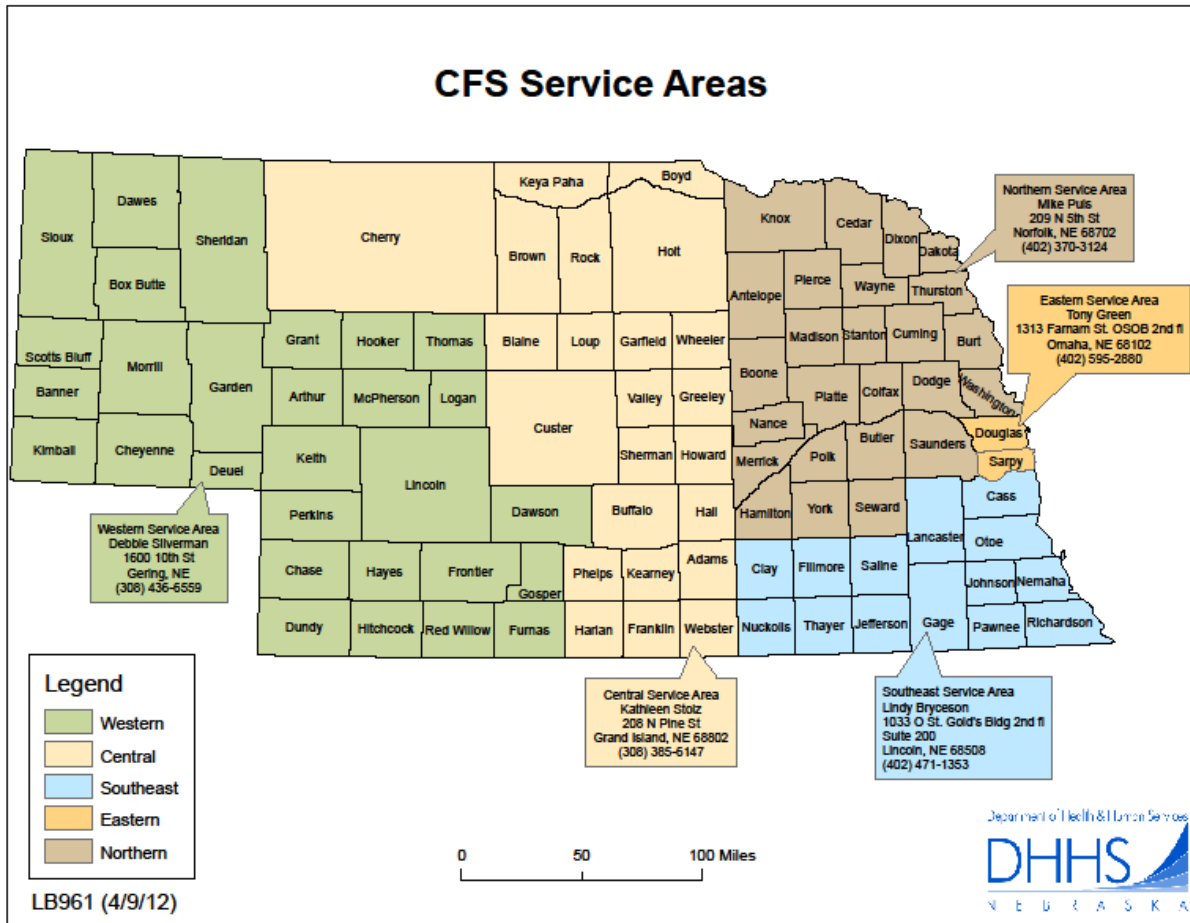 CFS Service Areas
Keya Paha
Boyd
Dawes
Knox
Cedar
Northern Service Area
Mike Puls
209 N 5th St
Norfolk, NE 68702
(402) 370-3124
Sioux
Sheridan
Cherry
Brown
Rock
Holt
Dixon
Dakota
Box Butte
Antelope
Pierce
Wayne
Thurston
Eastern Service Area
Tony Green
1313 Farnam St. OSOB 2nd fl
Omaha, NE 68102
(402) 595-2880
Scotts Bluff
Morrill
Grant
Hooker
Thomas
Blaine
Loup
Garfield
Wheeler
Madison
Stanton
Cuming
Burt
Banner
Garden
Arthur
McPherson
Logan
Custer
Valley
Greeley
Boone
Platte
Colfax
Dodge
Washington
Kimball
Cheyenne
Deuel
Keith
Lincoln
Sherman
Howard
Nance
Merrick
Polk
Butler
Saunders
Douglas
Sarpy
Perkins
Dawson
Buffalo
Hall
Hamilton
York
Seward
Lancaster
Cass
Otoe
Western Service Area
Debbie Silverman
1600 10th St
Gering, NE
(308) 436-6559
Chase
Hayes
Frontier
Gosper
Phelps
Kearney
Adams
Clay
Fillmore
Saline
Johnson
Nemaha
Dundy
Hitchcock
Red Willow
Furnas
Harlan
Franklin
Webster
Nuckolls
Thayer
Jefferson
Gage
Pawnee
Richardson
Central Service Area
Kathleen Stolz
208 N Pine St
Grand Island, NE 68802
(308) 385-6147
Southeast Service Area
Lindy Bryceson
1033 O St. Gold's Bldg 2nd fl
Suite 200
Lincoln, NE 68508
(402) 471-1353
Legend
Western
Central
Southeast
Eastern
Northern
0 50 100 Miles
LB961 (4/9/12)
Department of Health & Human Services
DHHS
NEBRASKA